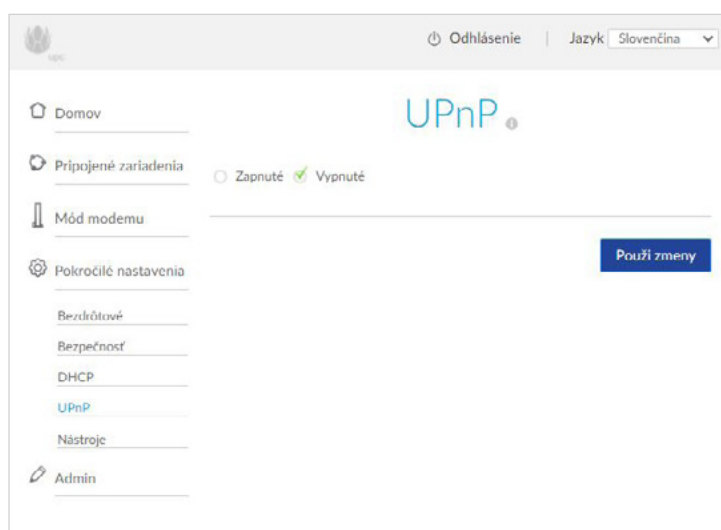 upc
Odhlásenie | Jazyk Slovenčina
UPnP
Domov
Pripojené zariadenia
Mód modemu
Pokročilé nastavenia
Bezdrôtové
Bezpečnosť
DHCP
UPnP
Nástroje
Admin
Zapnuté Vypnuté
Použi zmeny